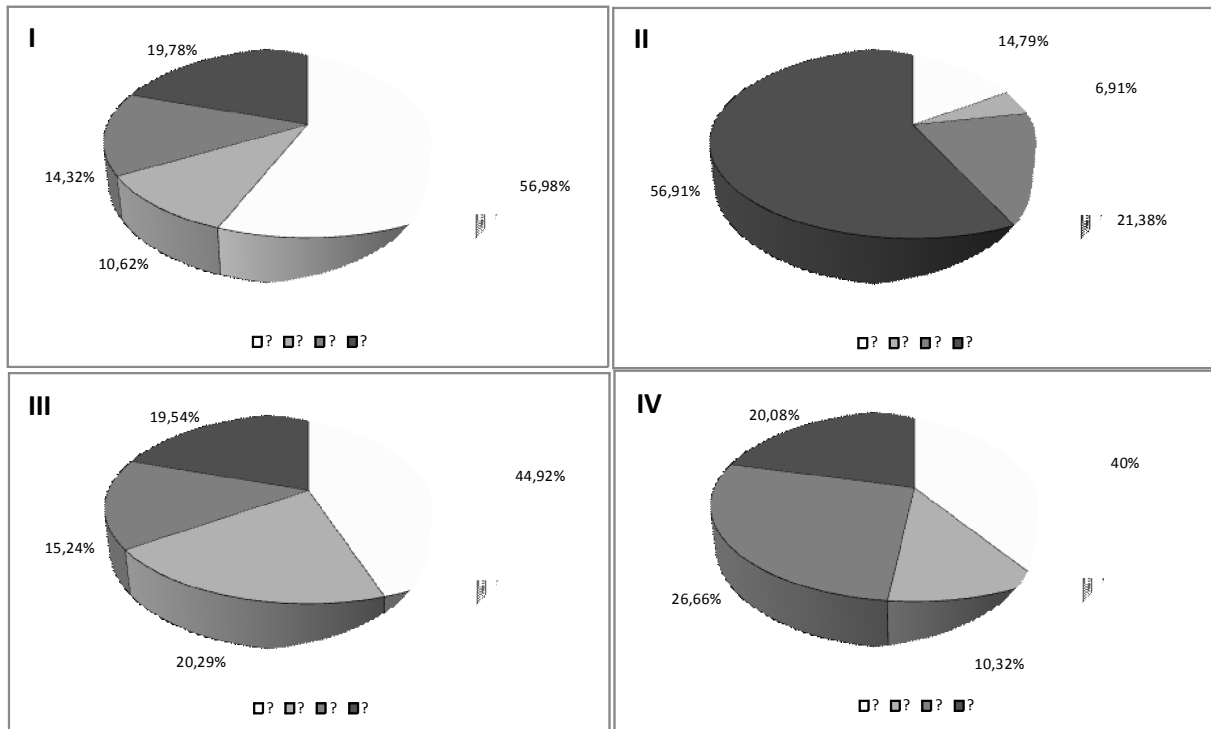 I
19,78%
56,98%
14,32%
10,62%
? ? ? ?
II
14,79%
6,91%
56,91%
21,38%
? ? ? ?
III
19,54%
44,92%
15,24%
20,29%
? ? ? ?
IV
20,08%
40%
26,66%
10,32%
? ? ? ?